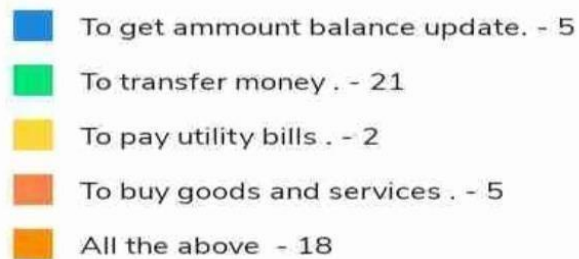 To get ammount balance update. - 5
To transfer money . - 21
To pay utility bills . - 2
To buy goods and services . - 5
All the above - 18